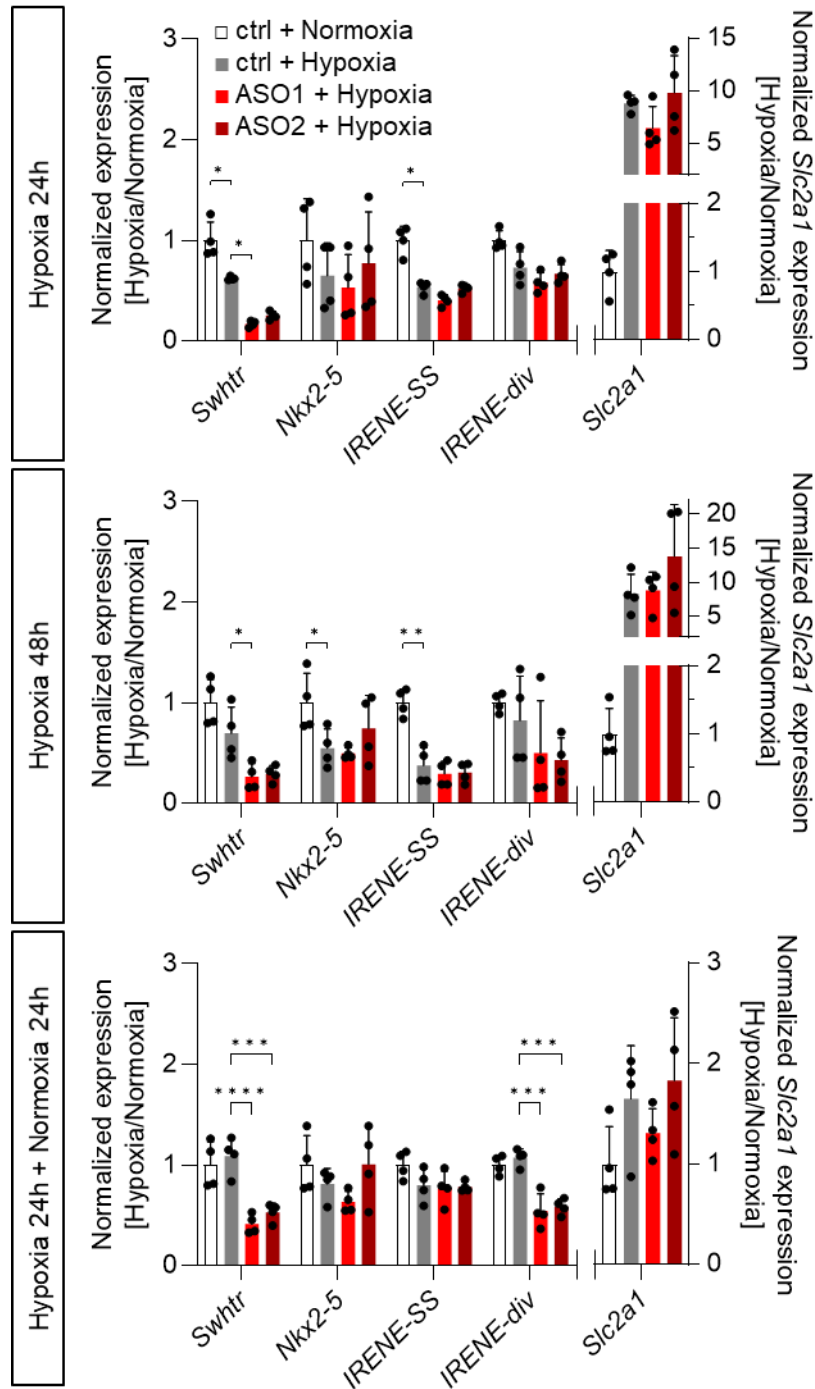 Hypoxia 24h
Normalized expression
[Hypoxia/Normoxia]
3
2
1
0
ctrl + Normoxia
ctrl + Hypoxia
ASO1 + Hypoxia
ASO2 + Hypoxia
*
*
*
Swhtr
Nkx2-5
IRENE-SS
IRENE-div
Slc2a1
15
10
5
2
1
0
Normalized Slc2a1 expression
[Hypoxia/Normoxia]
Hypoxia 48h
Normalized expression
[Hypoxia/Normoxia]
3
2
1
0
*
*
**
Swhtr
Nkx2-5
IRENE-SS
IRENE-div
Slc2a1
20
15
10
5
2
1
0
Normalized Slc2a1 expression
[Hypoxia/Normoxia]
Hypoxia 24h + Normoxia 24h
Normalized expression
[Hypoxia/Normoxia]
3
2
1
0
***
****
***
***
Swhtr
Nkx2-5
IRENE-SS
IRENE-div
Slc2a1
3
2
1
0
Normalized Slc2a1 expression
[Hypoxia/Normoxia]